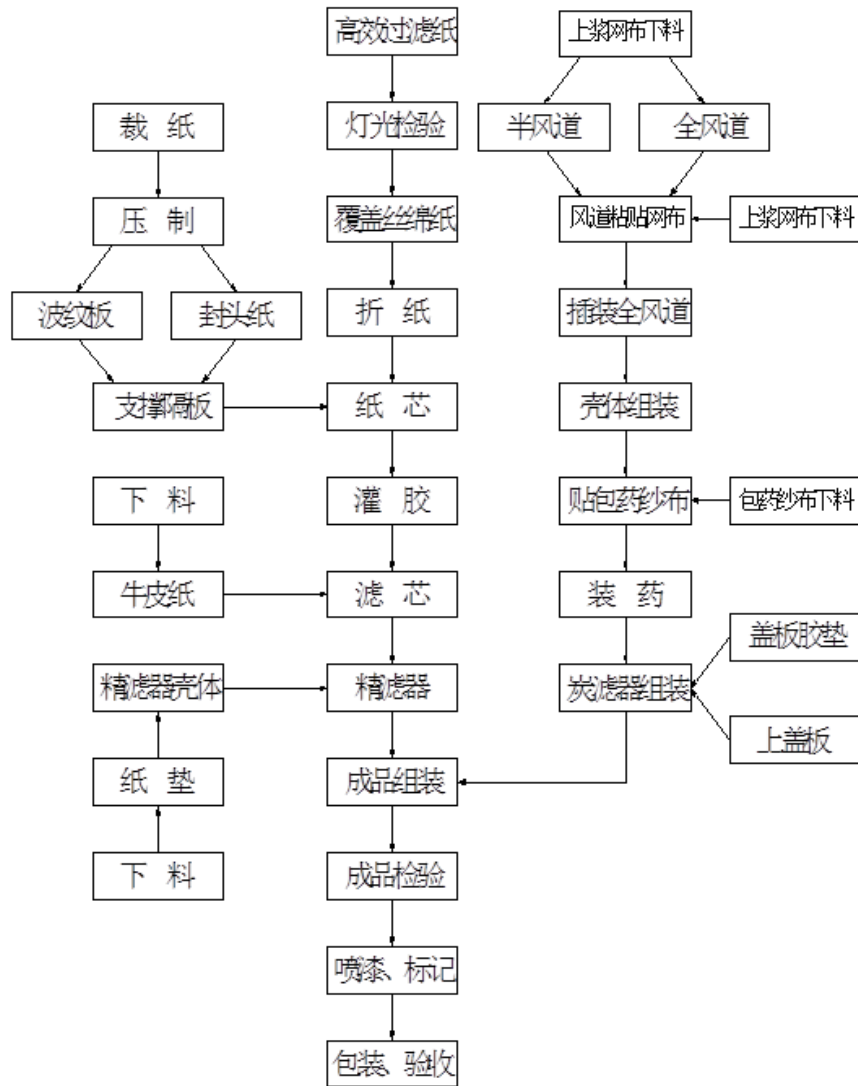 高效过滤纸
上浆网布下料
裁 纸
灯光检验
半风道
全风道
压 制
覆盖丝绵纸
风道粘贴网布
上浆网布下料
波纹板
封头纸
折 纸
插装全风道
支撑隔板
纸 芯
壳体组装
下 料
灌 胶
贴包药纱布
包药纱布下料
牛皮纸
滤 芯
装 药
盖板胶垫
精滤器壳体
精滤器
炭滤器组装
上盖板
纸 垫
成品组装
下 料
成品检验
喷漆、标记
包装、验收